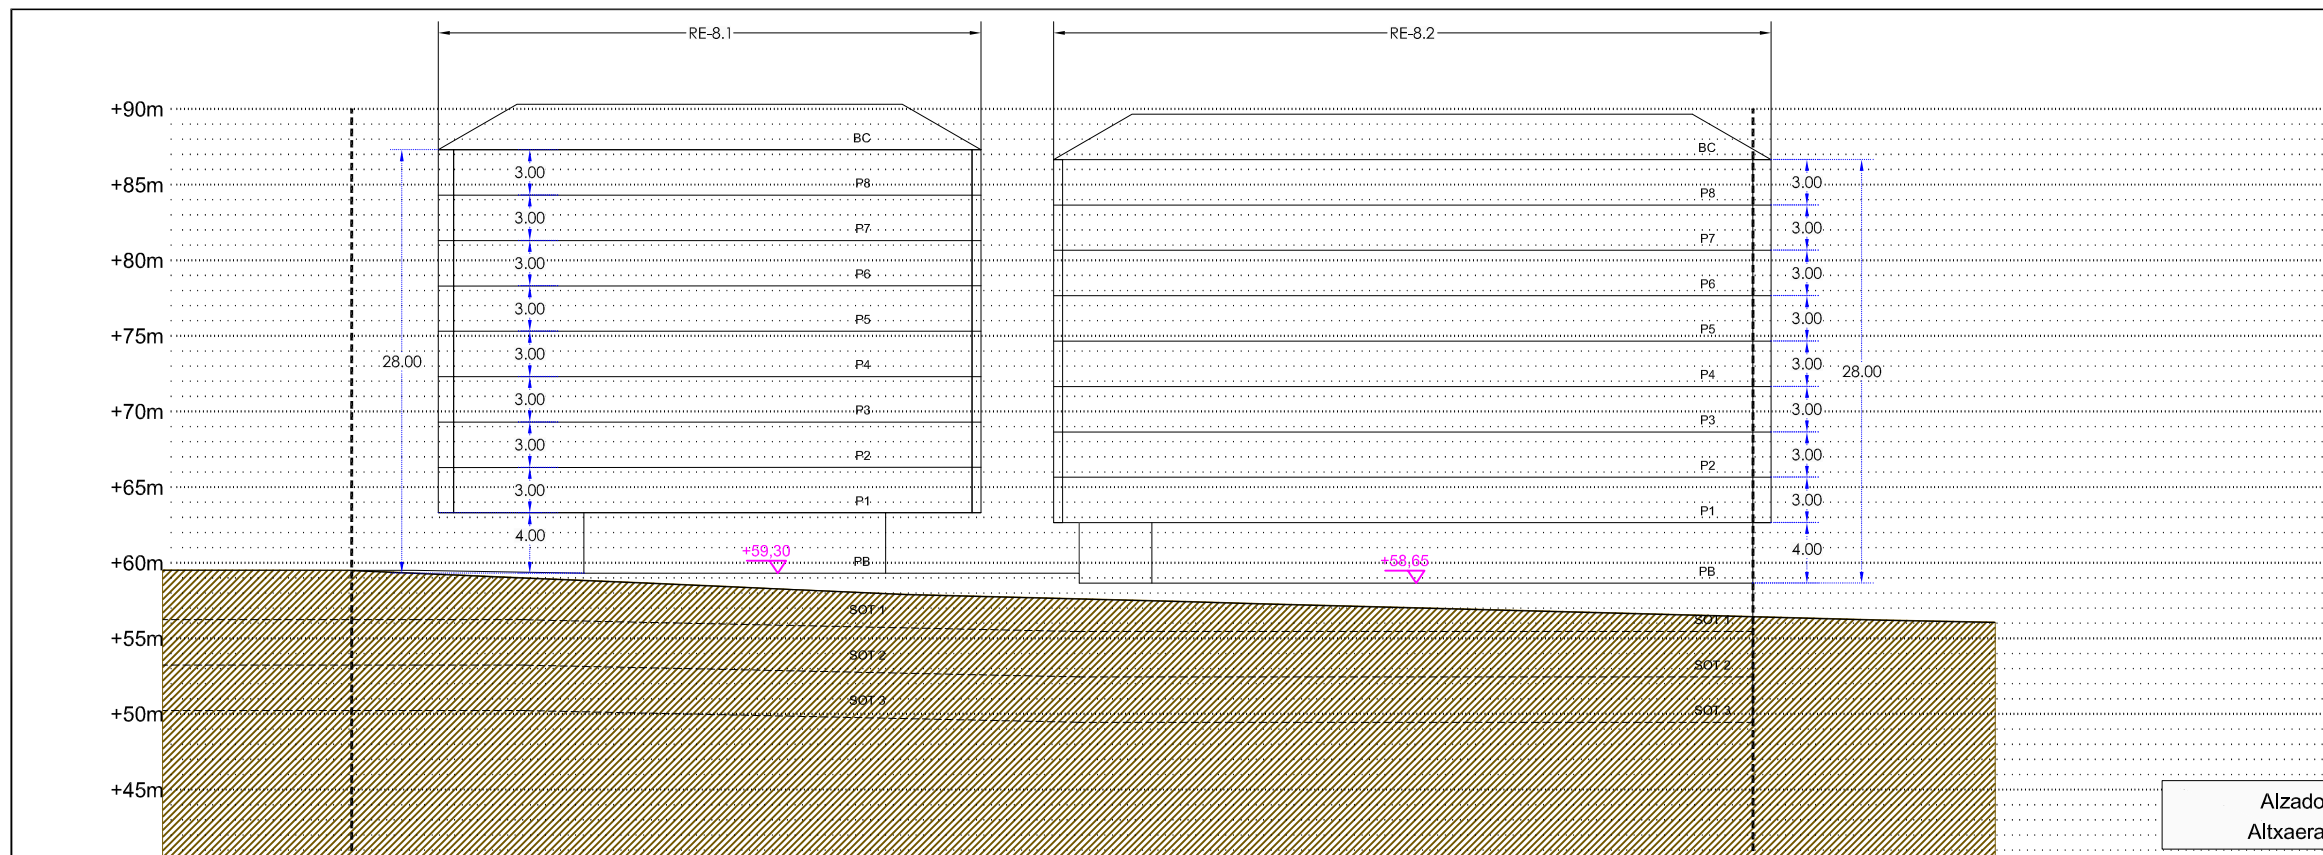 RE-8.1 RE-8.2
+90m
BC BC
3.00 P8 P8 3.00
+85m
3.00 P7 P7 3.00
+80m
3.00 P6 P6 3.00
3.00 P5 P5 3.00
+75m
28.00 3.00 P4 P4 3.00 28.00
3.00 P3 P3 3.00
+70m
3.00 P2 P2 3.00
+65m
3.00 P1 P1 3.00
4.00 4.00
+59,30 +58,65
+60m
PB PB
SOT 1 SOT 1
+55m
SOT 2 SOT 2
SOT 3 SOT 3
+50m
+45m
Alzado
Altxaera